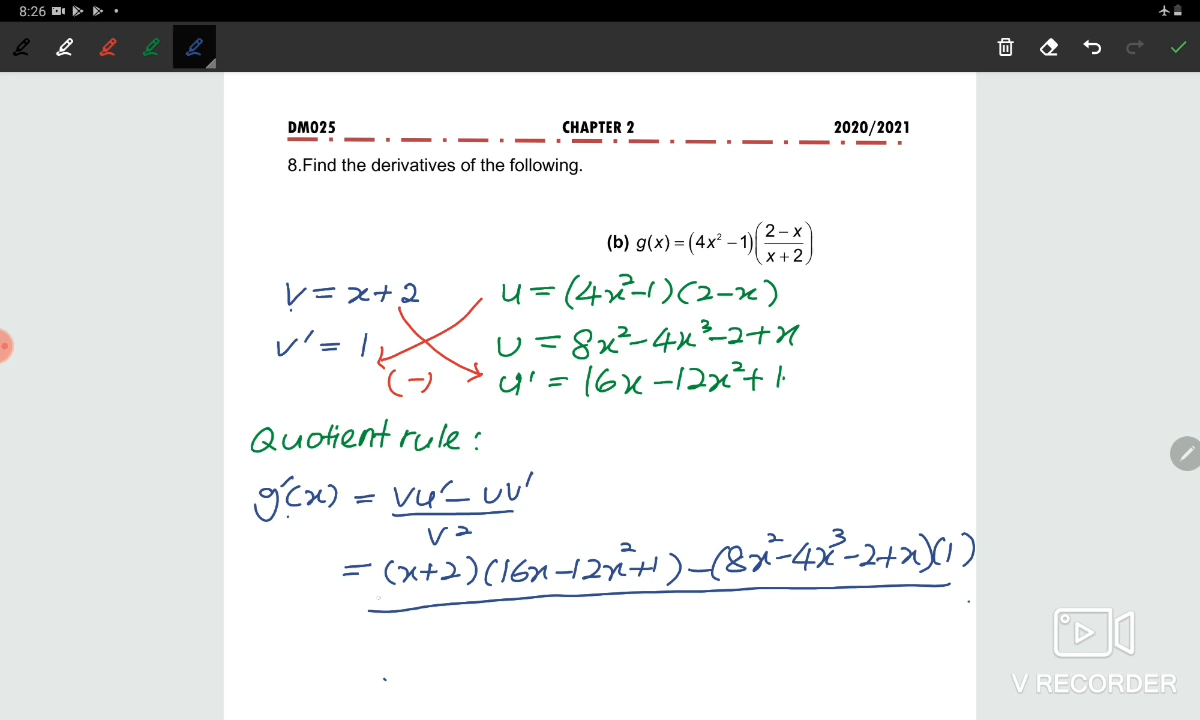 8:26
DM025 CHAPTER 2 2020/2021
8.Find the derivatives of the following.
(b) g(x) = (4x² − 1)((2 − x)/(x + 2))
v = x + 2 u = (4x² − 1)(2 − x)
v' = 1 u = 8x² − 4x³ − 2 + x
(−) u' = 16x − 12x² + 1
Quotient rule :
g'(x) = (vu' − uv')/v²
= (x+2)(16x − 12x² + 1) − (8x² − 4x³ − 2 + x)(1)
V RECORDER